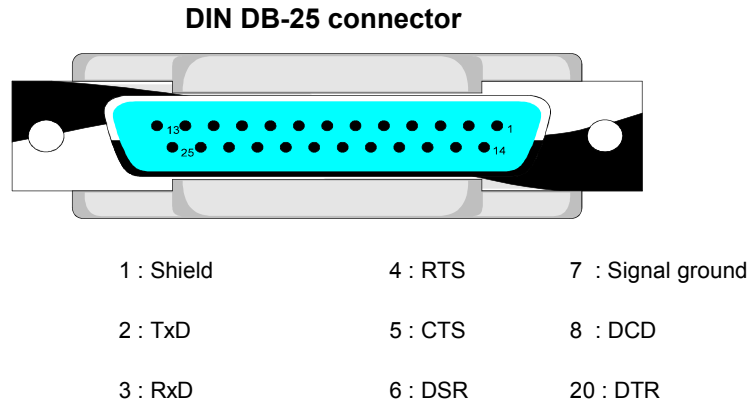 DIN DB-25 connector
13 1
25 14
1 : Shield 4 : RTS 7 : Signal ground
2 : TxD 5 : CTS 8 : DCD
3 : RxD 6 : DSR 20 : DTR